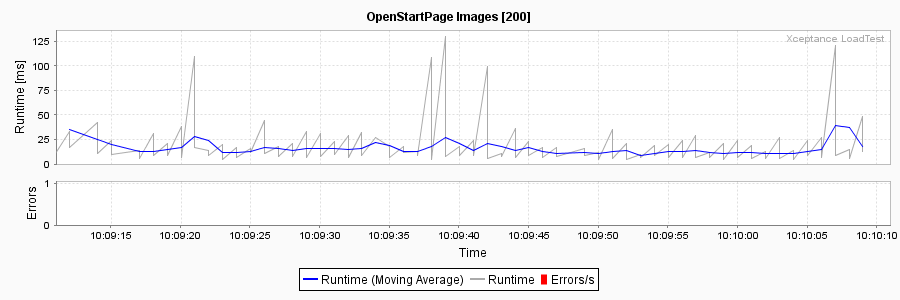 OpenStartPage Images [200]
Xceptance LoadTest
Runtime [ms]
125
100
75
50
25
0
Errors
1
0
10:09:15 10:09:20 10:09:25 10:09:30 10:09:35 10:09:40 10:09:45 10:09:50 10:09:55 10:10:00 10:10:05 10:10:10
Time
Runtime (Moving Average) Runtime Errors/s